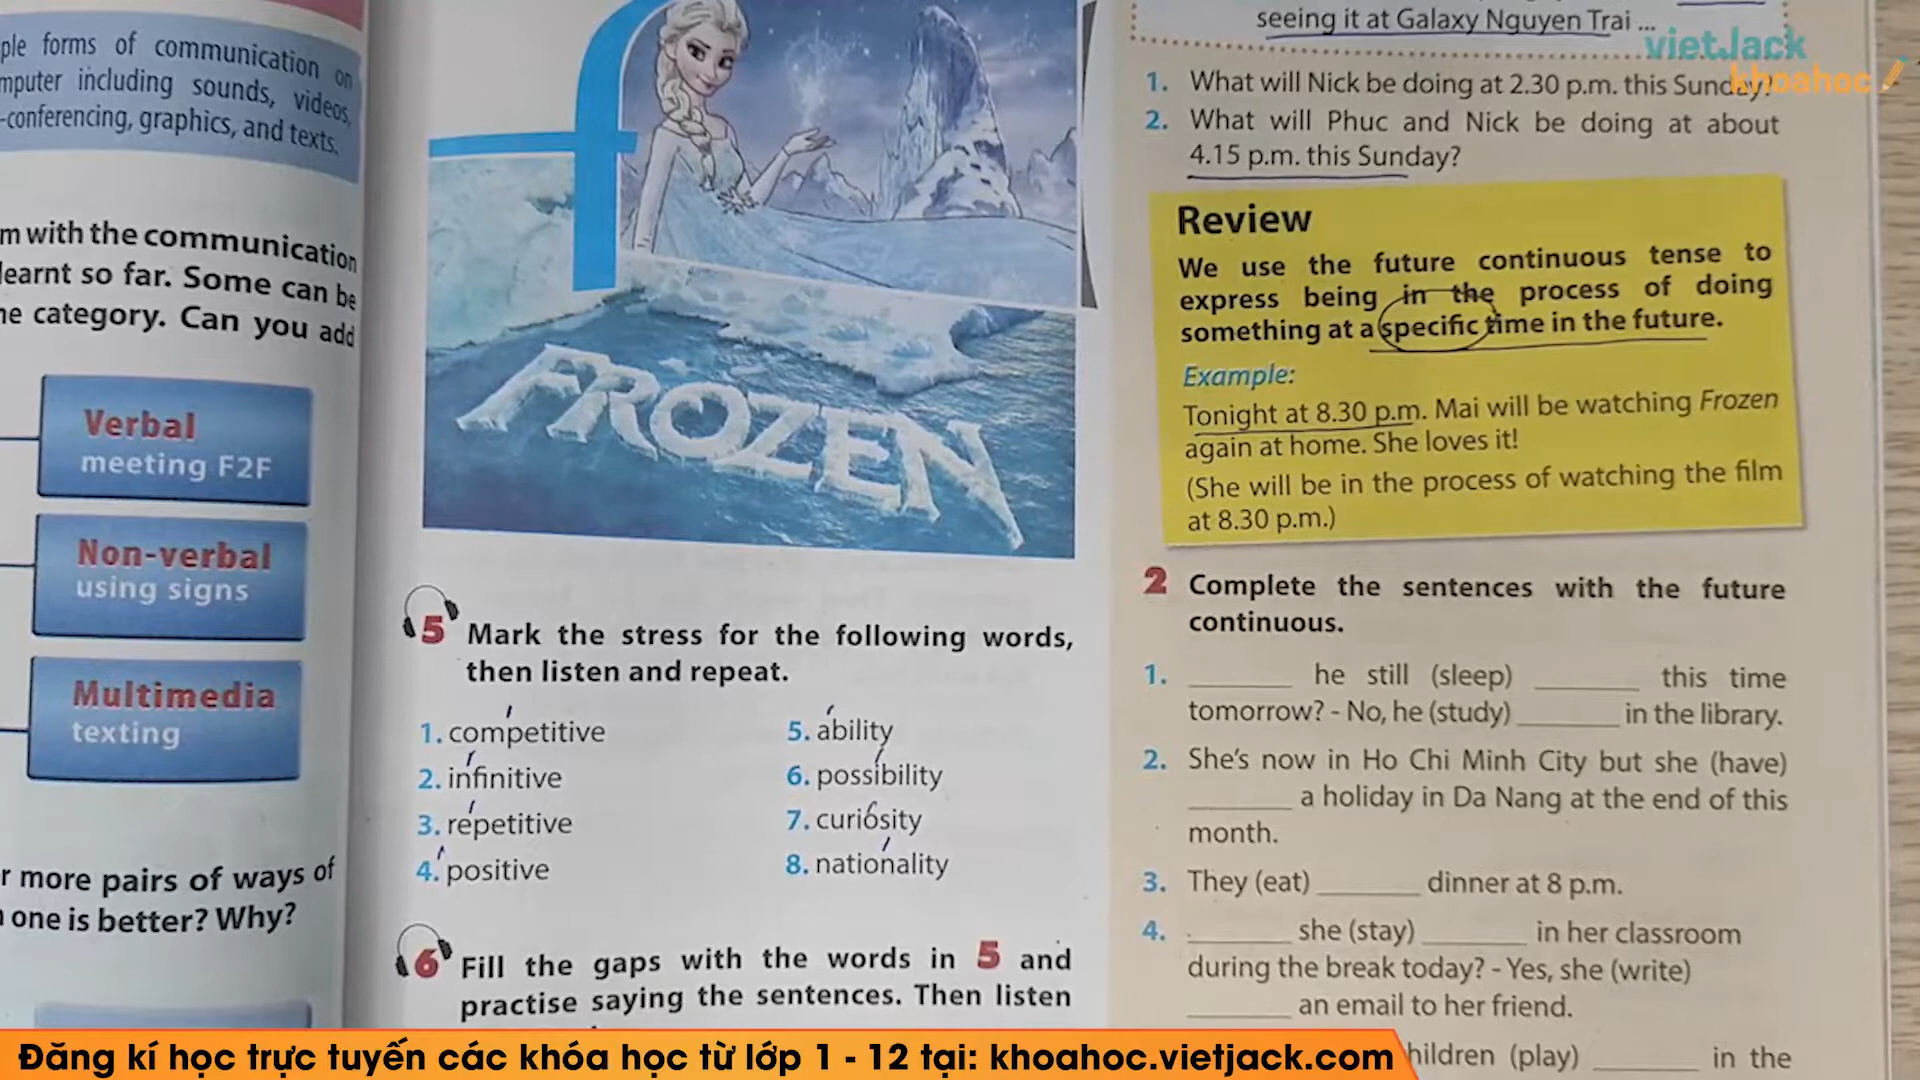 ple forms of communication on
mputer including sounds, videos,
-conferencing, graphics, and texts.
m with the communication
learnt so far. Some can be
he category. Can you add
Verbal
meeting F2F
Non-verbal
using signs
Multimedia
texting
r more pairs of ways of
one is better? Why?
f
FROZEN
5 Mark the stress for the following words,
then listen and repeat.
1. competitive
2. infinitive
3. repetitive
4. positive
5. ability
6. possibility
7. curiosity
8. nationality
6 Fill the gaps with the words in 5 and
practise saying the sentences. Then listen
seeing it at Galaxy Nguyen Trai ...
vietJack
khoahoc
1. What will Nick be doing at 2.30 p.m. this Sunday?
2. What will Phuc and Nick be doing at about
4.15 p.m. this Sunday?
Review
We use the future continuous tense to
express being in the process of doing
something at a specific time in the future.
Example:
Tonight at 8.30 p.m. Mai will be watching Frozen
again at home. She loves it!
(She will be in the process of watching the film
at 8.30 p.m.)
2 Complete the sentences with the future
continuous.
1. ________ he still (sleep) ________ this time
tomorrow? - No, he (study) ________ in the library.
2. She's now in Ho Chi Minh City but she (have)
________ a holiday in Da Nang at the end of this
month.
3. They (eat) ________ dinner at 8 p.m.
4. ________ she (stay) ________ in her classroom
during the break today? - Yes, she (write)
________ an email to her friend.
hildren (play) ________ in the
Đăng kí học trực tuyến các khóa học từ lớp 1 - 12 tại: khoahoc.vietjack.com